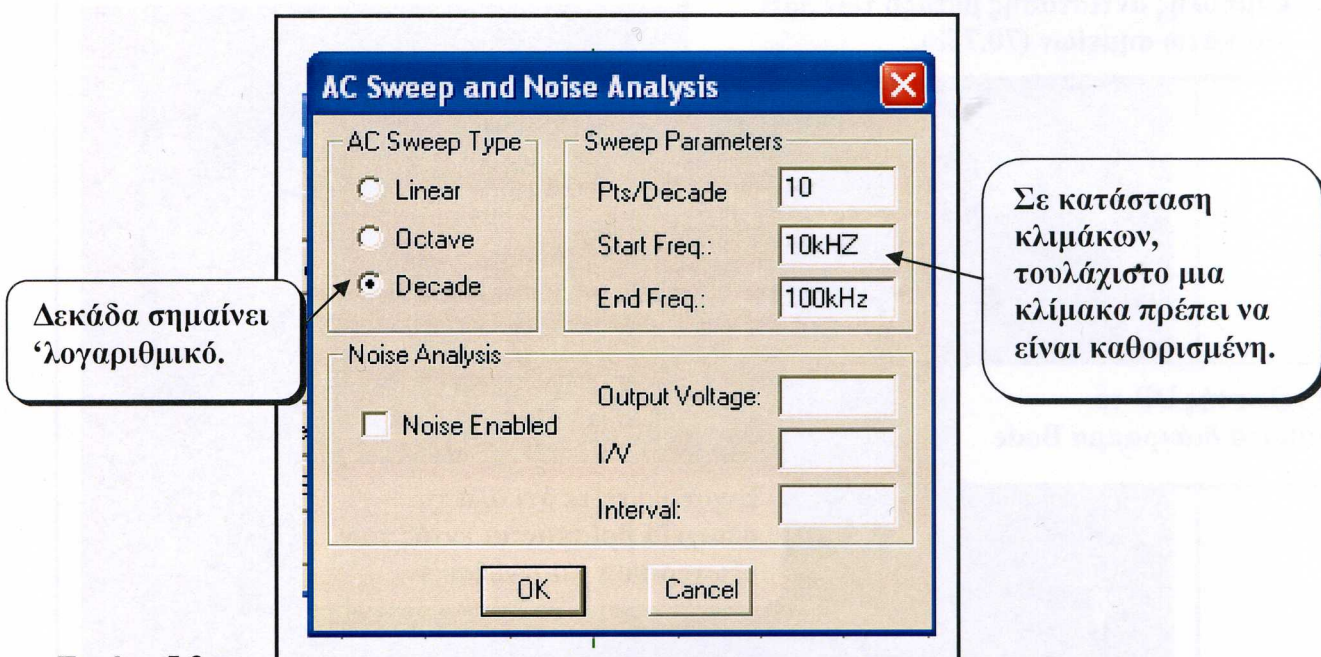 AC Sweep and Noise Analysis
AC Sweep Type
Linear
Octave
Decade
Sweep Parameters
Pts/Decade 10
Start Freq.: 10kHZ
End Freq.: 100kHz
Noise Analysis
Noise Enabled
Output Voltage:
I/V
Interval:
OK Cancel
Δεκάδα σημαίνει
‘λογαριθμικό.
Σε κατάσταση
κλιμάκων,
τουλάχιστο μια
κλίμακα πρέπει να
είναι καθορισμένη.